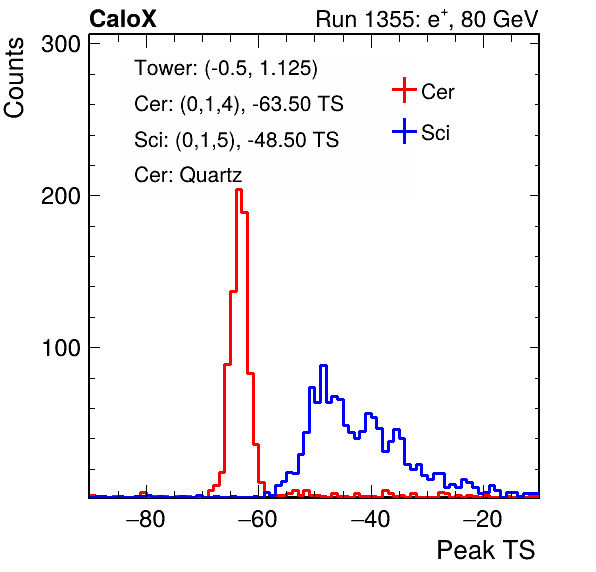 CaloX Run 1355: e⁺, 80 GeV
Counts
300
Tower: (-0.5, 1.125)
Cer: (0,1,4), -63.50 TS
Sci: (0,1,5), -48.50 TS
Cer: Quartz
Cer
Sci
200
100
−80 −60 −40 −20
Peak TS